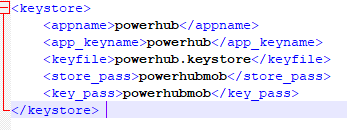 <keystore>
<appname>powerhub</appname>
<app_keyname>powerhub</app_keyname>
<keyfile>powerhub.keystore</keyfile>
<store_pass>powerhubmob</store_pass>
<key_pass>powerhubmob</key_pass>
</keystore>